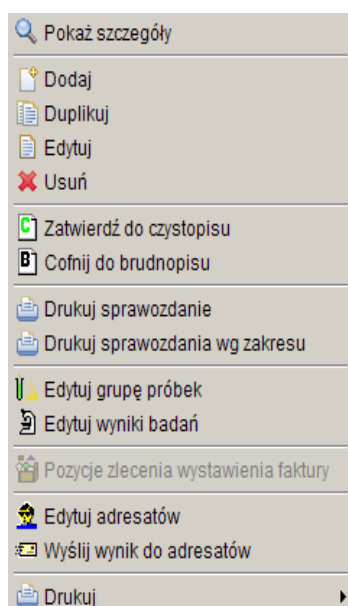 Pokaż szczegóły
Dodaj
Duplikuj
Edytuj
Usuń
C Zatwierdź do czystopisu
B Cofnij do brudnopisu
Drukuj sprawozdanie
Drukuj sprawozdania wg zakresu
Edytuj grupę próbek
Edytuj wyniki badań
Pozycje zlecenia wystawienia faktury
Edytuj adresatów
Wyślij wynik do adresatów
Drukuj